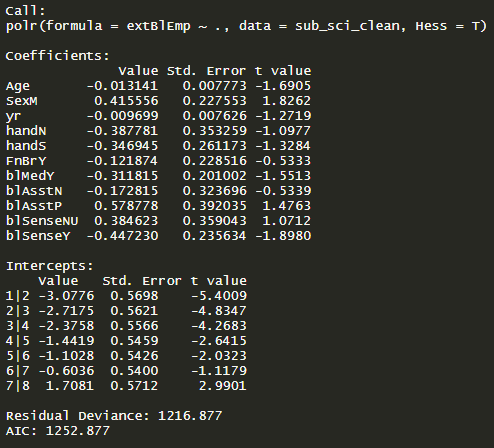 Call:
polr(formula = extBlEmp ~ ., data = sub_sci_clean, Hess = T)
Coefficients:
Value Std. Error t value
Age -0.013141 0.007773 -1.6905
SexM 0.415556 0.227553 1.8262
yr -0.009699 0.007626 -1.2719
handN -0.387781 0.353259 -1.0977
handS -0.346945 0.261173 -1.3284
FnBrY -0.121874 0.228516 -0.5333
blMedY -0.311815 0.201002 -1.5513
blAsstN -0.172815 0.323696 -0.5339
blAsstP 0.578778 0.392035 1.4763
blSenseNU 0.384623 0.359043 1.0712
blSenseY -0.447230 0.235634 -1.8980
Intercepts:
Value Std. Error t value
1|2 -3.0776 0.5698 -5.4009
2|3 -2.7175 0.5621 -4.8347
3|4 -2.3758 0.5566 -4.2683
4|5 -1.4419 0.5459 -2.6415
5|6 -1.1028 0.5426 -2.0323
6|7 -0.6036 0.5400 -1.1179
7|8 1.7081 0.5712 2.9901
Residual Deviance: 1216.877
AIC: 1252.877